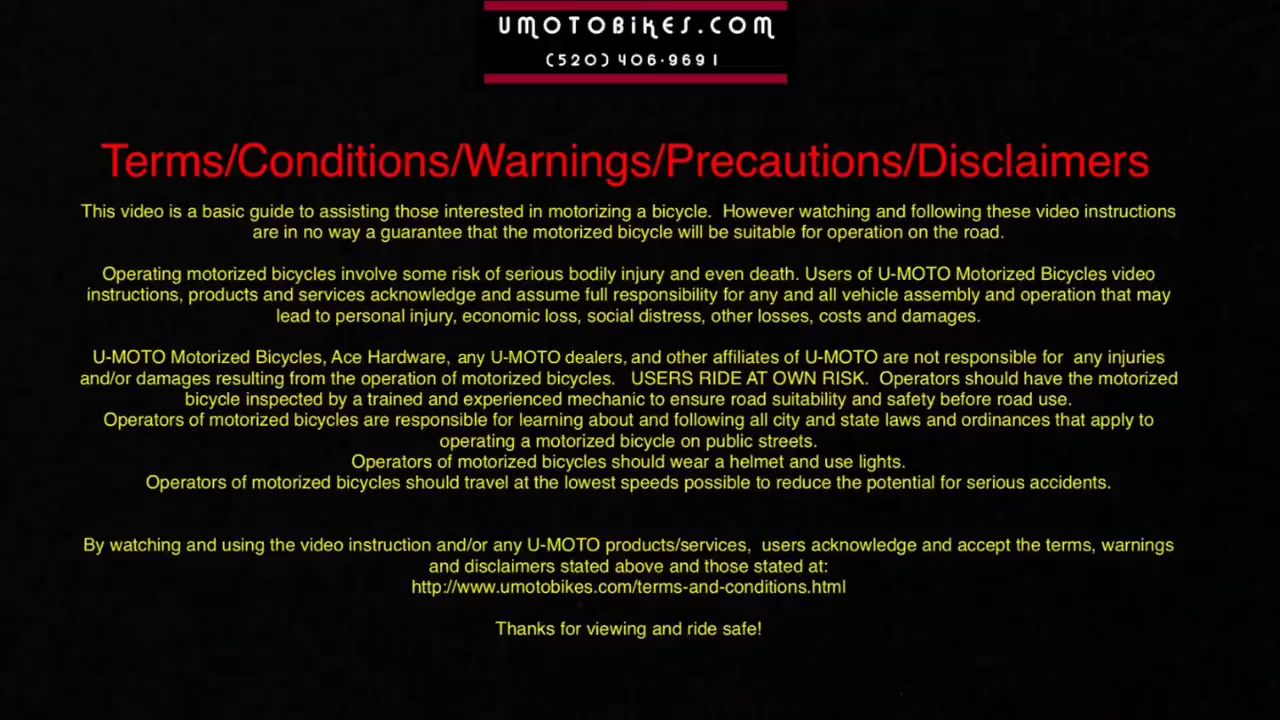 UMOTOBIKES.COM
(520) 406-9691
Terms/Conditions/Warnings/Precautions/Disclaimers
This video is a basic guide to assisting those interested in motorizing a bicycle.  However watching and following these video instructions
are in no way a guarantee that the motorized bicycle will be suitable for operation on the road.
Operating motorized bicycles involve some risk of serious bodily injury and even death. Users of U-MOTO Motorized Bicycles video
instructions, products and services acknowledge and assume full responsibility for any and all vehicle assembly and operation that may
lead to personal injury, economic loss, social distress, other losses, costs and damages.
U-MOTO Motorized Bicycles, Ace Hardware, any U-MOTO dealers, and other affiliates of U-MOTO are not responsible for  any injuries
and/or damages resulting from the operation of motorized bicycles.   USERS RIDE AT OWN RISK.  Operators should have the motorized
bicycle inspected by a trained and experienced mechanic to ensure road suitability and safety before road use.
Operators of motorized bicycles are responsible for learning about and following all city and state laws and ordinances that apply to
operating a motorized bicycle on public streets.
Operators of motorized bicycles should wear a helmet and use lights.
Operators of motorized bicycles should travel at the lowest speeds possible to reduce the potential for serious accidents.
By watching and using the video instruction and/or any U-MOTO products/services,  users acknowledge and accept the terms, warnings
and disclaimers stated above and those stated at:
http://www.umotobikes.com/terms-and-conditions.html
Thanks for viewing and ride safe!